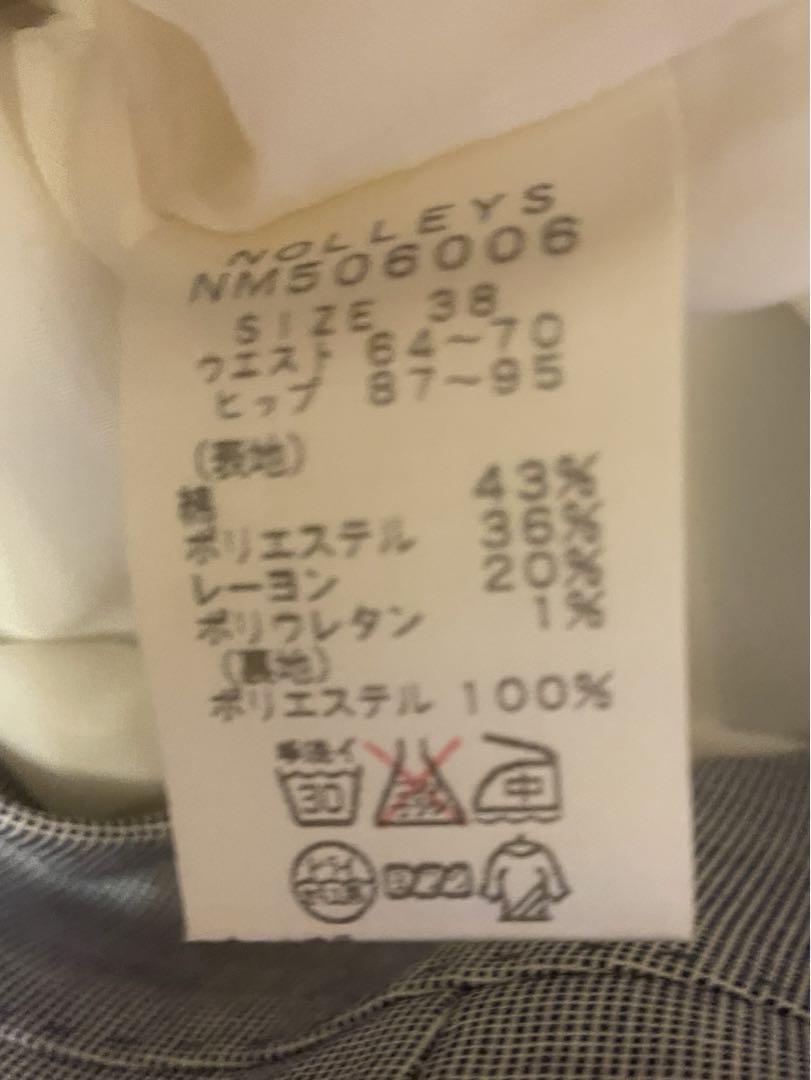 NOLLEYS
NM506006
SIZE 38
ウエスト 64~70
ヒップ 87~95
(表地)
綿 43%
ポリエステル 36%
レーヨン 20%
ポリウレタン 1%
(裏地)
ポリエステル 100%
手洗イ
30
中